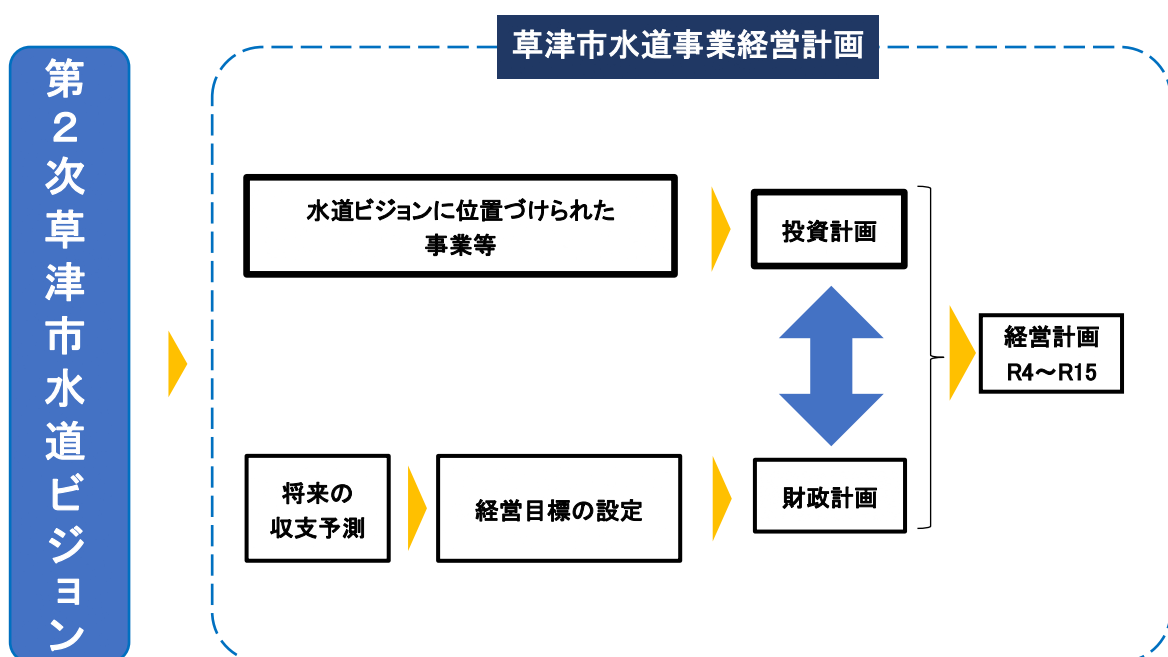 草津市水道事業経営計画
第２次草津市水道ビジョン
水道ビジョンに位置づけられた
事業等
投資計画
経営計画
R4～R15
将来の
収支予測
経営目標の設定
財政計画